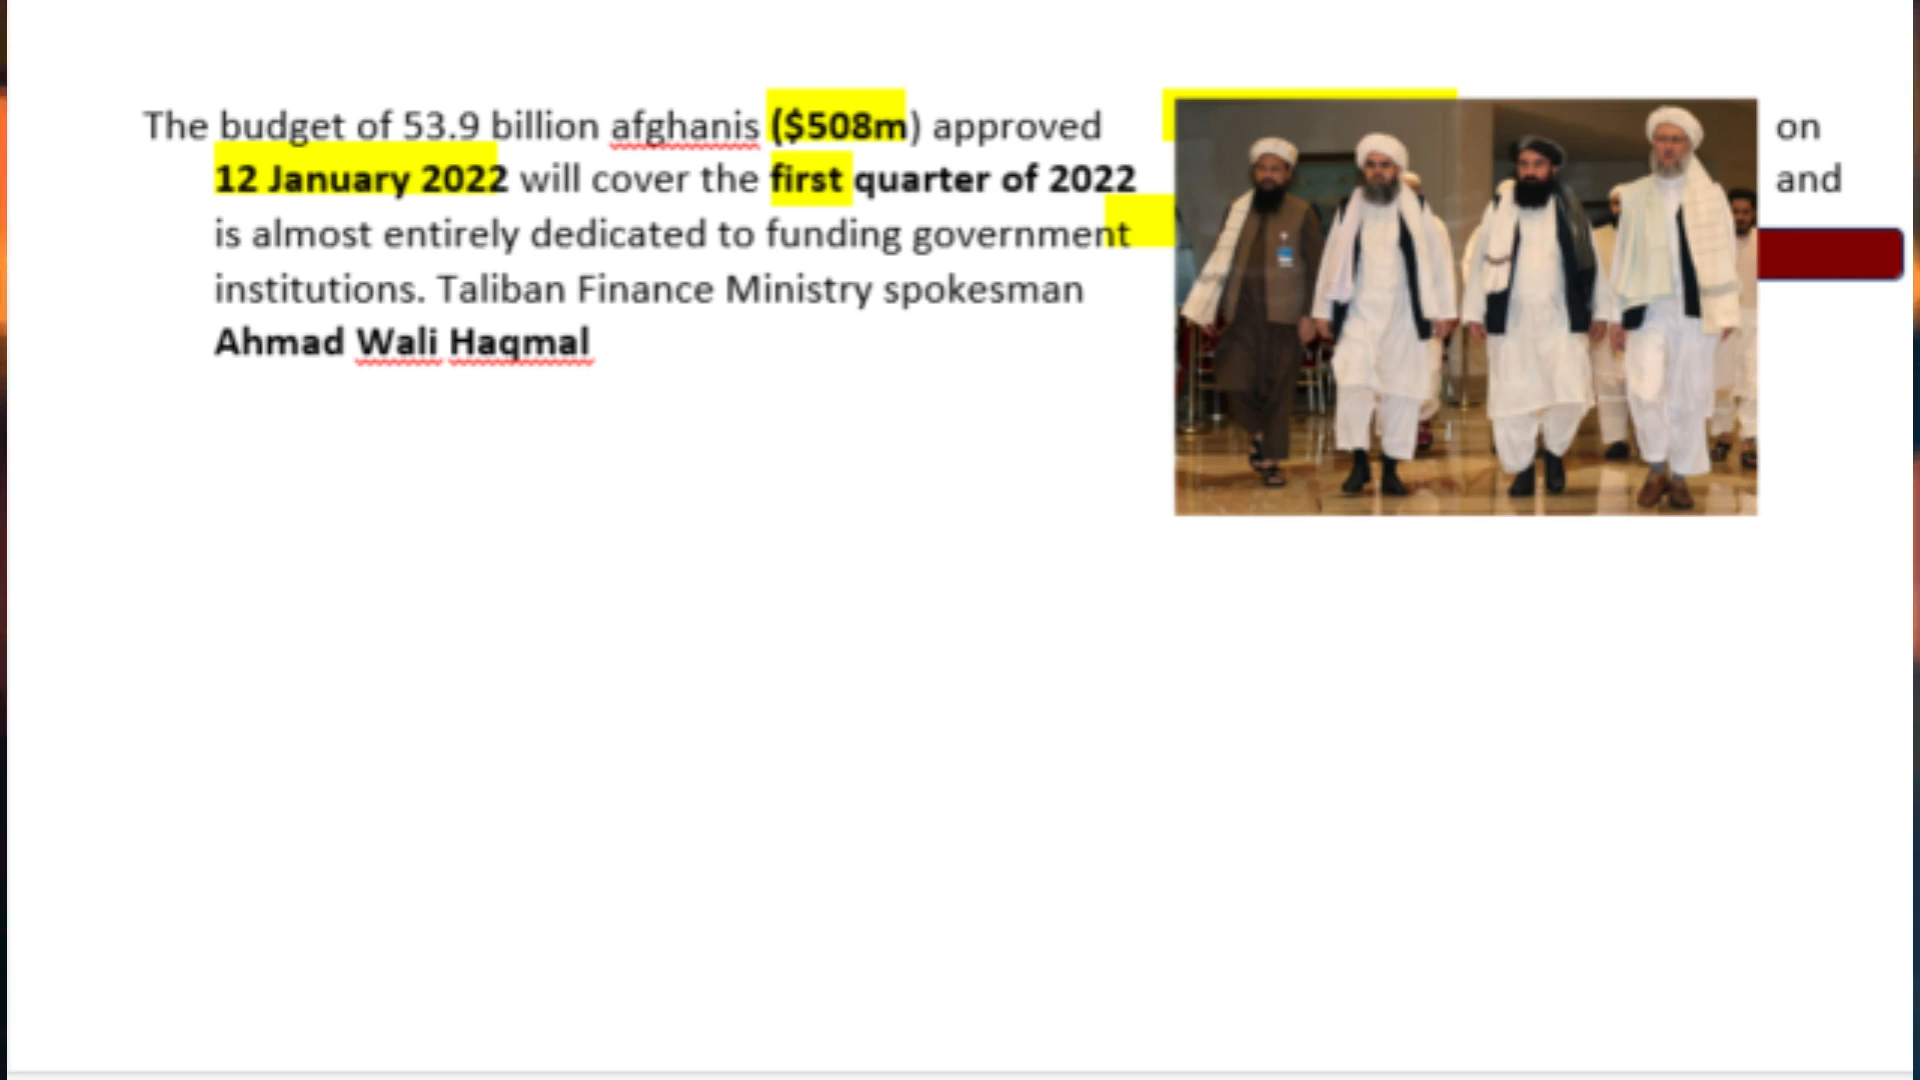 The budget of 53.9 billion afghanis ($508m) approved on
12 January 2022 will cover the first quarter of 2022 and
is almost entirely dedicated to funding government
institutions. Taliban Finance Ministry spokesman
Ahmad Wali Haqmal